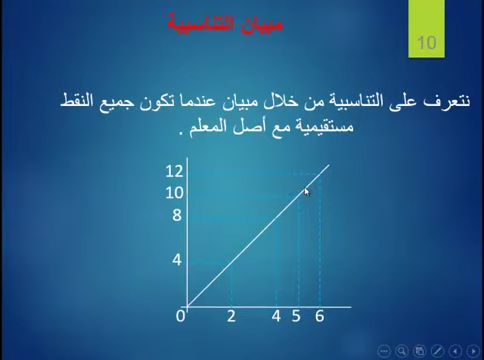 مبيان التناسبية
10
نتعرف على التناسبية من خلال مبيان عندما تكون جميع النقط
مستقيمية مع أصل المعلم .
12
10
8
4
0 2 4 5 6